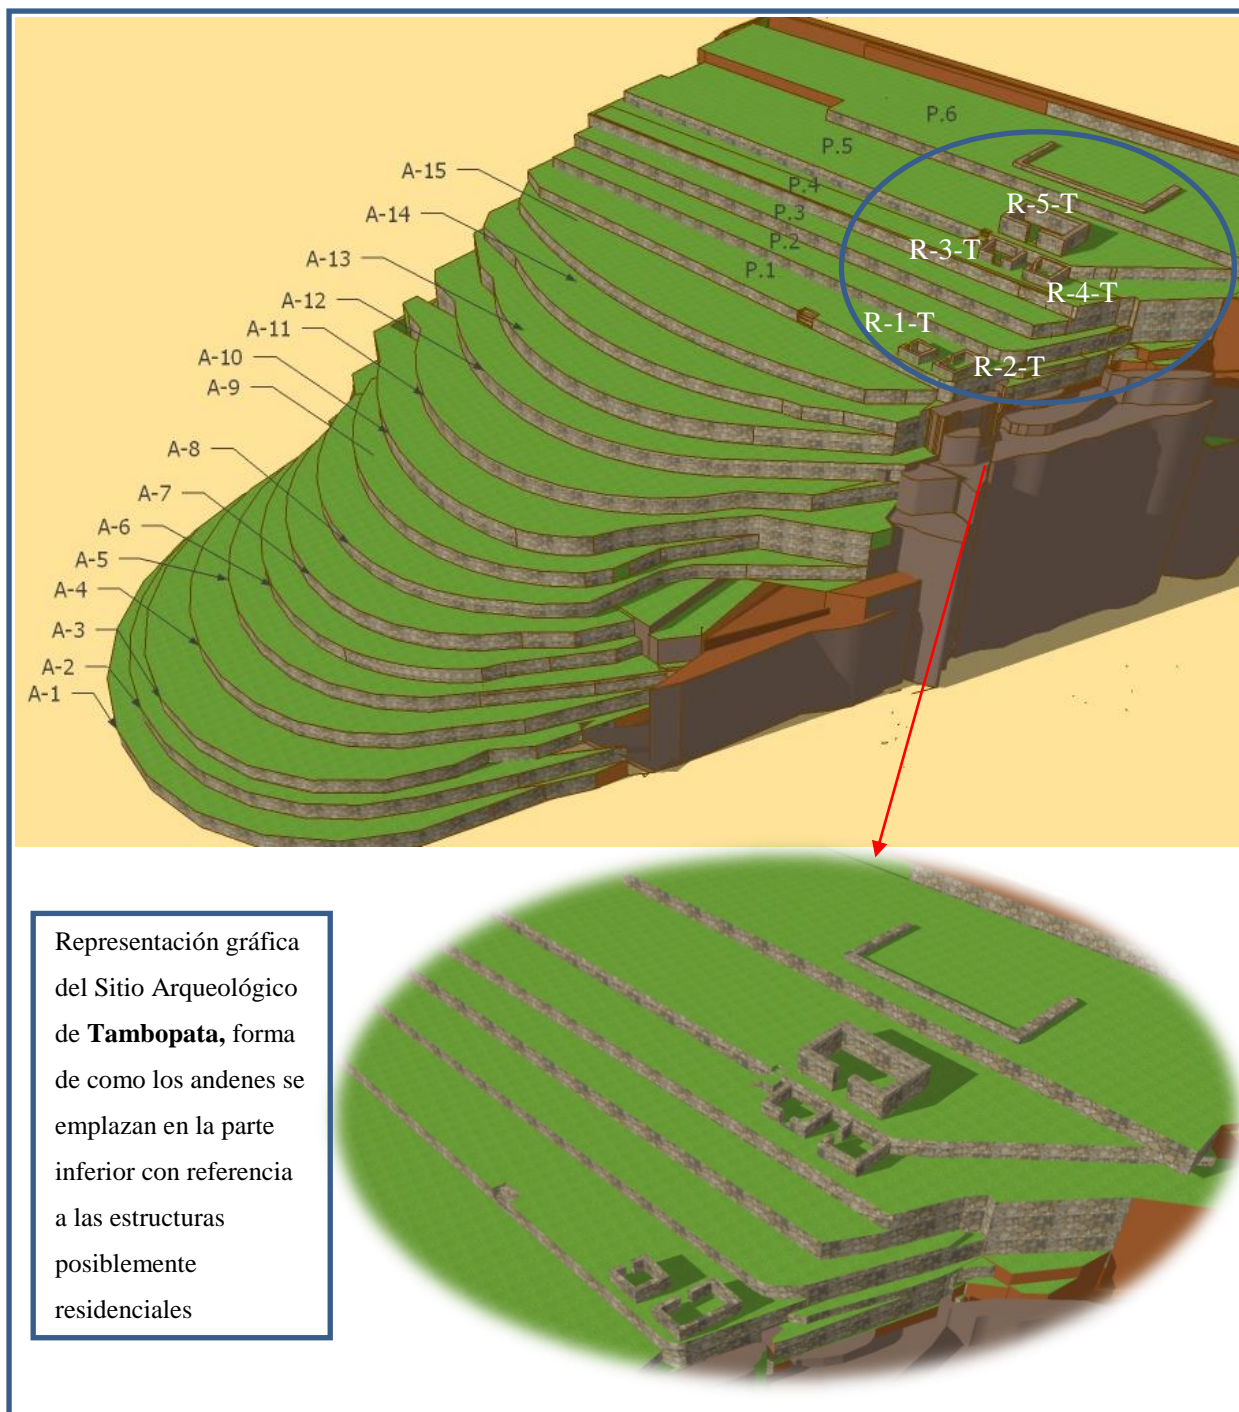 P.6
A-15
P.5
P.4
R-5-T
A-14
P.3
R-3-T
P.2
A-13
P.1
R-4-T
A-12
R-1-T
A-11
A-10
R-2-T
A-9
A-8
A-7
A-6
A-5
A-4
A-3
A-2
A-1
Representación gráfica
del Sitio Arqueológico
de Tambopata, forma
de como los andenes se
emplazan en la parte
inferior con referencia
a las estructuras
posiblemente
residenciales